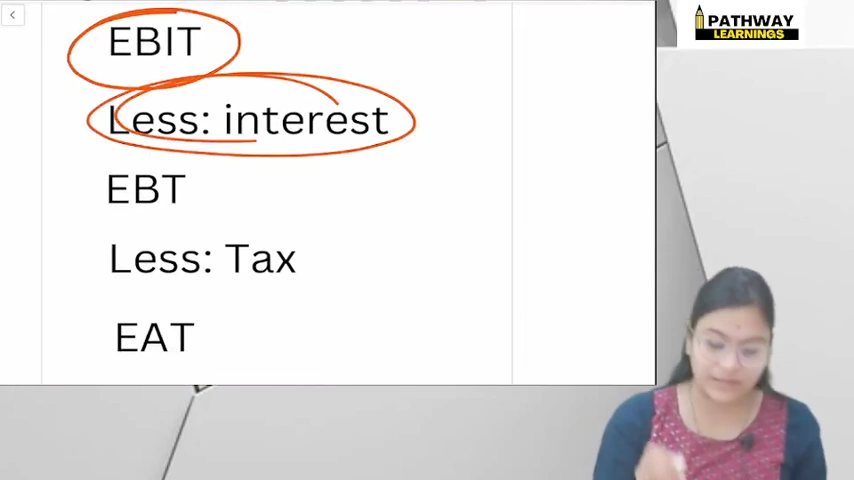 PATHWAY
LEARNINGS
EBIT
Less: interest
EBT
Less: Tax
EAT